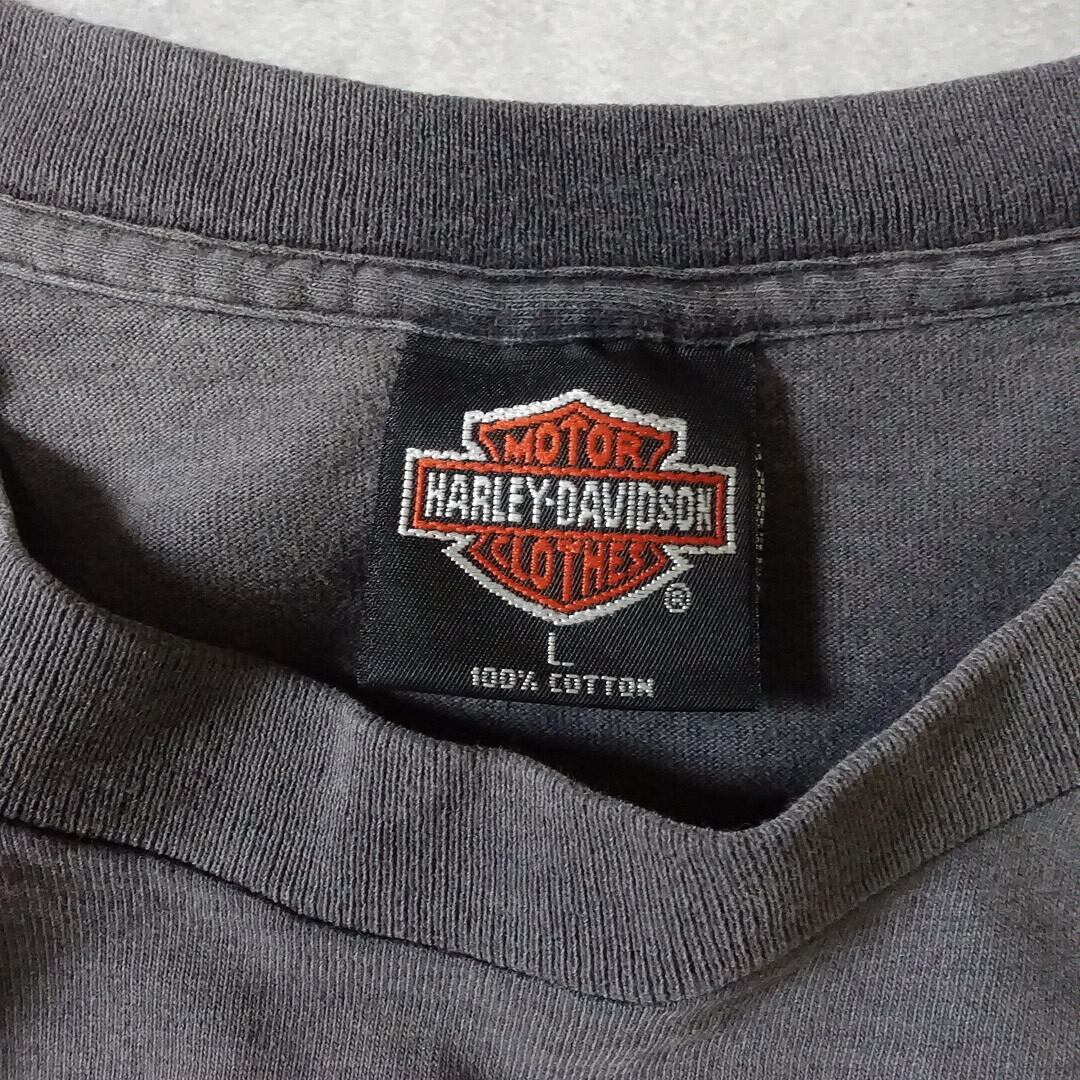 MOTOR
HARLEY-DAVIDSON
CLOTHES
®
L
100% COTTON